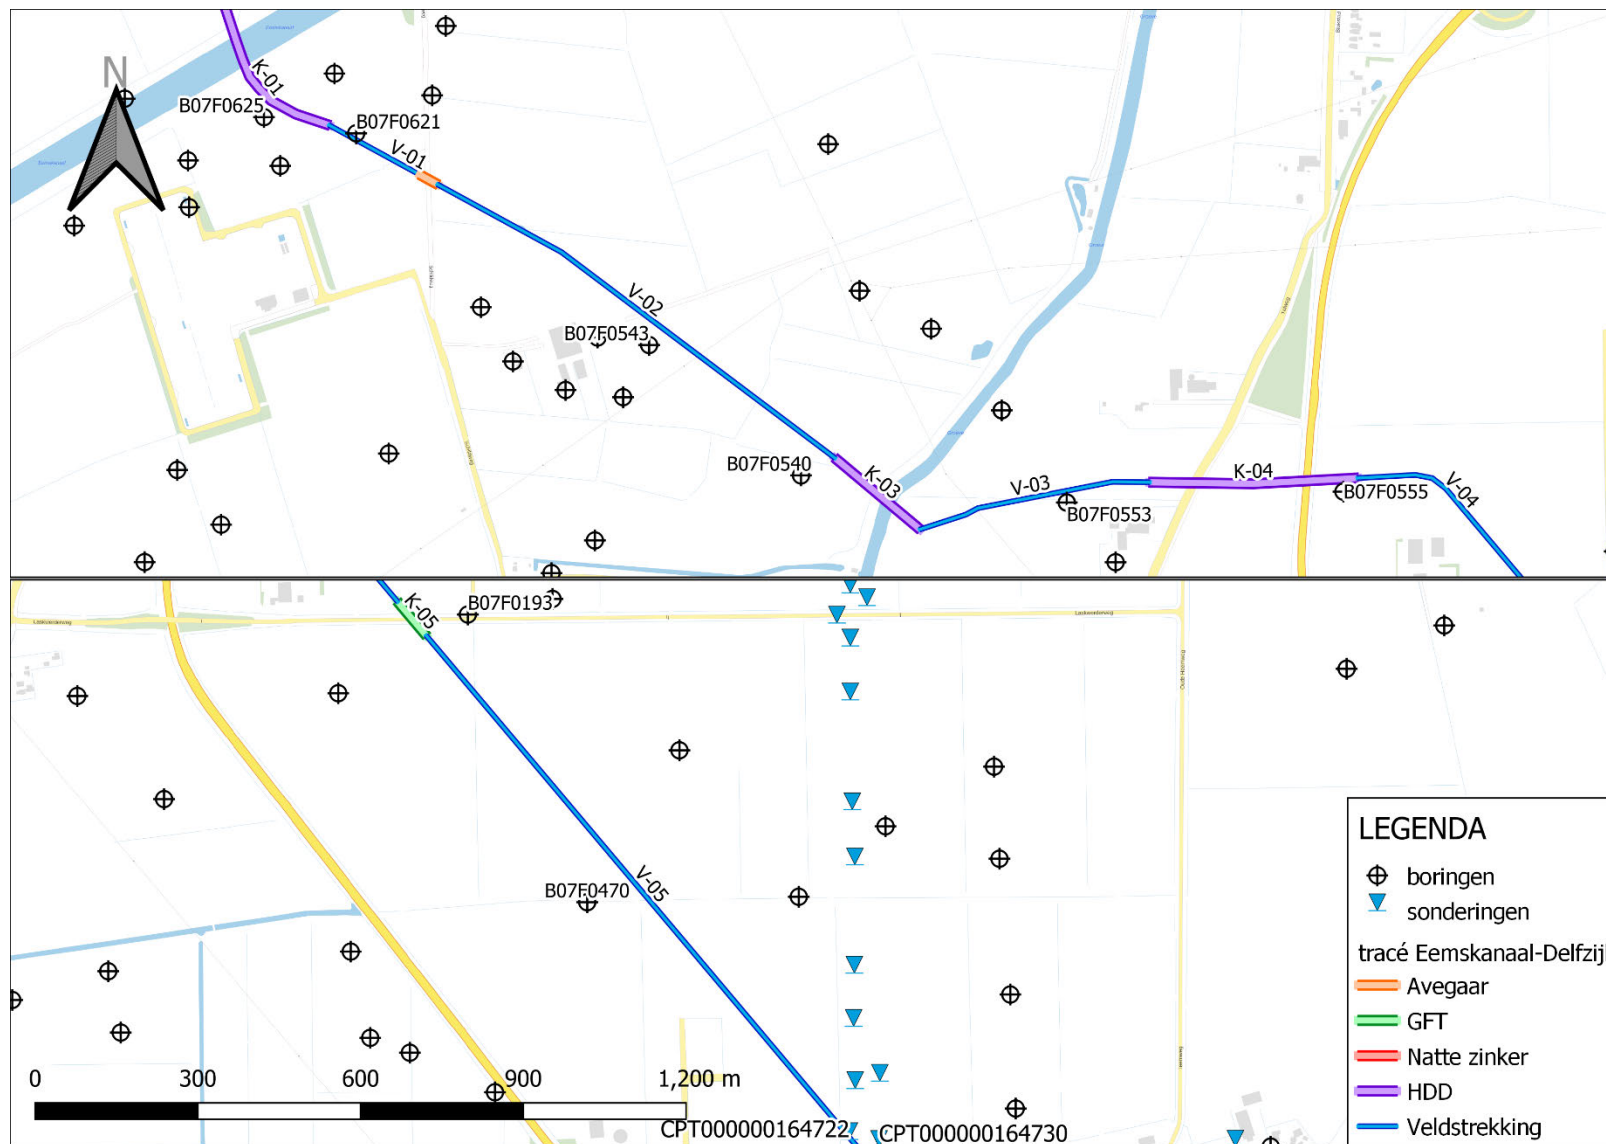 N
K-01
B07F0625
B07F0621
V-01
V-02
B07F0543
B07F0540
K-03
V-03
B07F0553
K-04
B07F0555
V-04
K-05
B07F0193
V-05
B07F0470
0 300 600 900 1,200 m
CPT000000164722
CPT000000164730
LEGENDA
boringen
sonderingen
tracé Eemskanaal-Delfzijl
Avegaar
GFT
Natte zinker
HDD
Veldstrekking